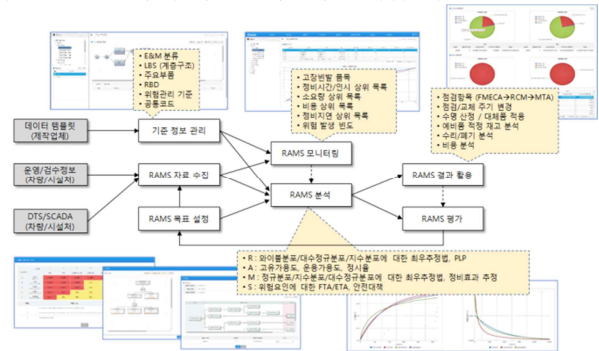 • E&M 분류
• LBS (계층구조)
• 주요부품
• RBD
• 위험관리 기준
• 공통코드
• 고장빈발 품목
• 정비시간/인시 상위 목록
• 소요량 상위 목록
• 비용 상위 목록
• 정비지연 상위 목록
• 위험 발생 빈도
• 점검항목 (FMECA→RCM→MTA)
• 점검/교체 주기 변경
• 수명 산정 / 대체품 적용
• 예비품 적정 재고 분석
• 수리/폐기 분석
• 비용 분석
데이터 템플릿
(제작업체)
기준 정보 관리
RAMS 모니터링
운영/검수정보
(차량/시설처)
RAMS 자료 수집
RAMS 분석
RAMS 결과 활용
DTS/SCADA
(차량/시설처)
RAMS 목표 설정
RAMS 평가
• R : 와이블분포/대수정규분포/지수분포에 대한 최우추정법, PLP
• A : 고유가용도, 운용가용도, 정시율
• M : 정규분포/지수분포/대수정규분포에 대한 최우추정법, 정비효과 추정
• S : 위험요인에 대한 FTA/ETA, 안전대책